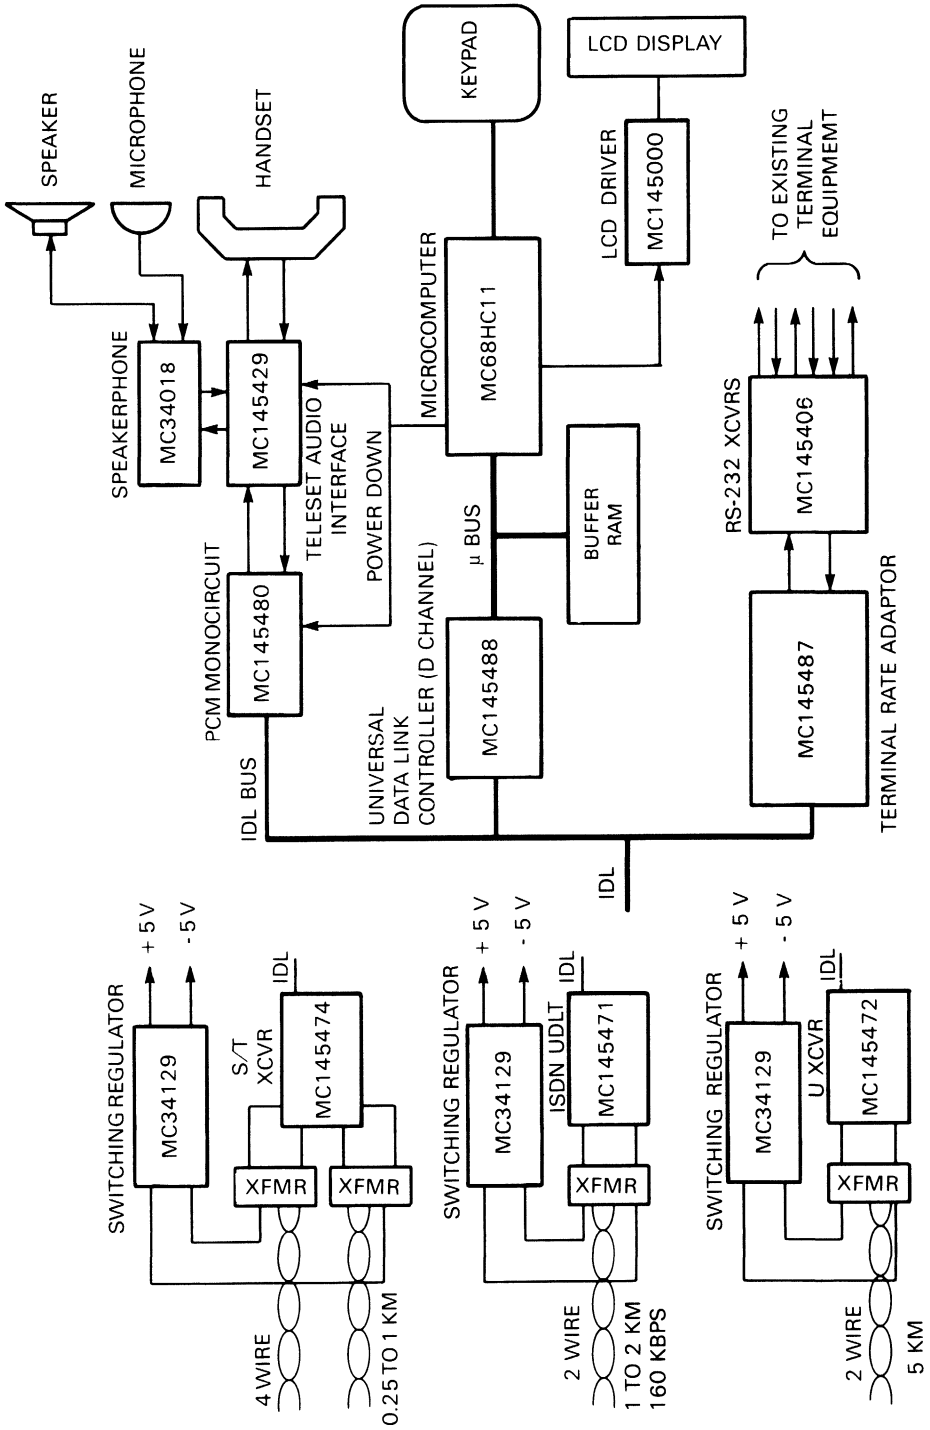 SPEAKER
MICROPHONE
HANDSET
SPEAKERPHONE
MC34018
MC145429
TELESET AUDIO
INTERFACE
POWER DOWN
PCM MONOCIRCUIT
MC145480
IDL BUS
KEYPAD
LCD DISPLAY
LCD DRIVER
MC145000
MICROCOMPUTER
MC68HC11
μ BUS
BUFFER
RAM
UNIVERSAL
DATA LINK
CONTROLLER (D CHANNEL)
MC145488
TO EXISTING
TERMINAL
EQUIPMEMT
RS-232 XCVRS
MC145406
MC145487
TERMINAL RATE ADAPTOR
IDL
SWITCHING REGULATOR
MC34129
+ 5 V
- 5 V
S/T
XCVR
IDL
MC145474
XFMR
XFMR
4 WIRE
0.25 TO 1 KM
SWITCHING REGULATOR
MC34129
+ 5 V
- 5 V
ISDN UDLT
IDL
MC145471
XFMR
2 WIRE
1 TO 2 KM
160 KBPS
SWITCHING REGULATOR
MC34129
+ 5 V
- 5 V
U XCVR
IDL
MC145472
XFMR
2 WIRE
5 KM